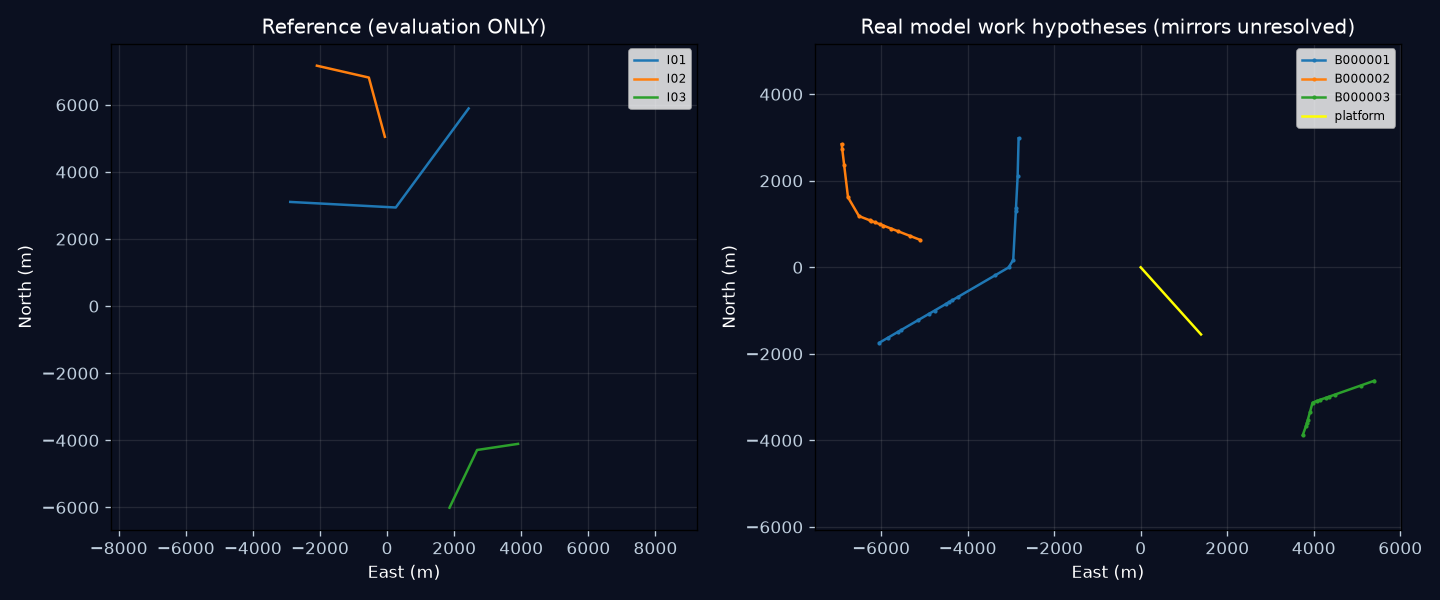 Reference (evaluation ONLY)
I01
I02
I03
6000
4000
2000
0
−2000
−4000
−6000
−8000 −6000 −4000 −2000 0 2000 4000 6000 8000
East (m)
North (m)
Real model work hypotheses (mirrors unresolved)
B000001
B000002
B000003
platform
4000
2000
0
−2000
−4000
−6000
−6000 −4000 −2000 0 2000 4000 6000
East (m)
North (m)